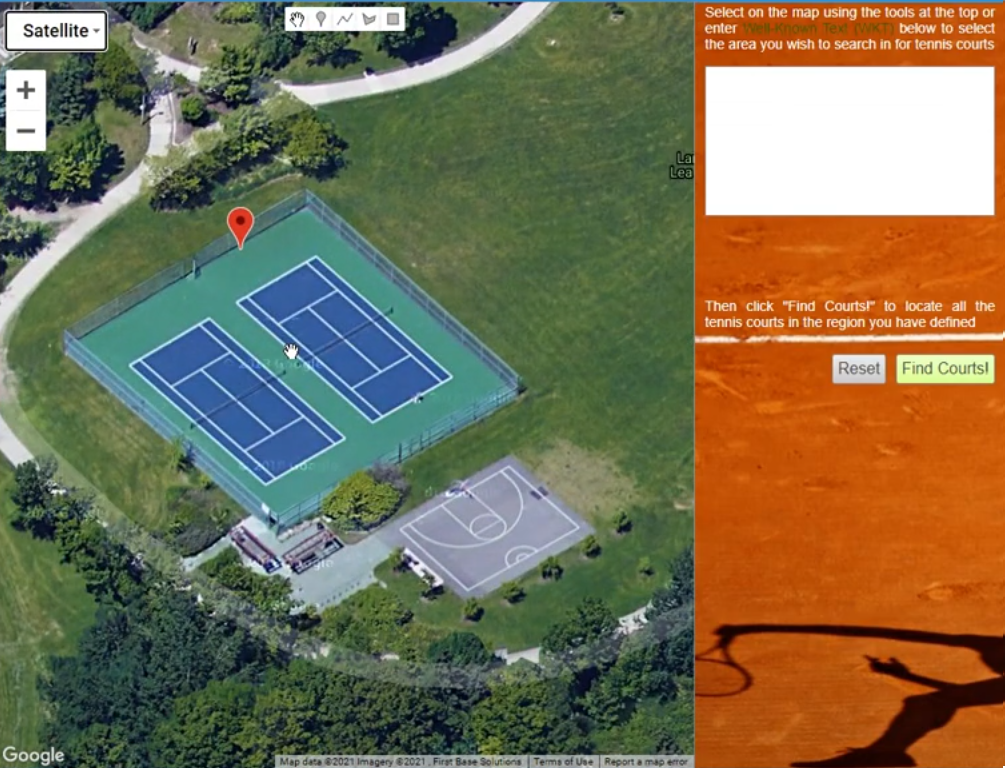 Satellite
+
−
Select on the map using the tools at the top or
enter Well-Known Text (WKT) below to select
the area you wish to search in for tennis courts
Then click "Find Courts!" to locate all the
tennis courts in the region you have defined
Reset
Find Courts!
Google
Map data ©2021 Imagery ©2021 , First Base Solutions
Terms of Use
Report a map error